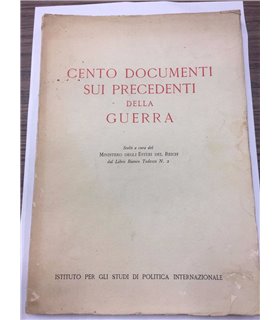 CENTO DOCUMENTI
SUI PRECEDENTI
DELLA
GUERRA
Scelti a cura del
MINISTERO DEGLI ESTERI DEL REICH
dal Libro Bianco Tedesco N. 2
ISTITUTO PER GLI STUDI DI POLITICA INTERNAZIONALE